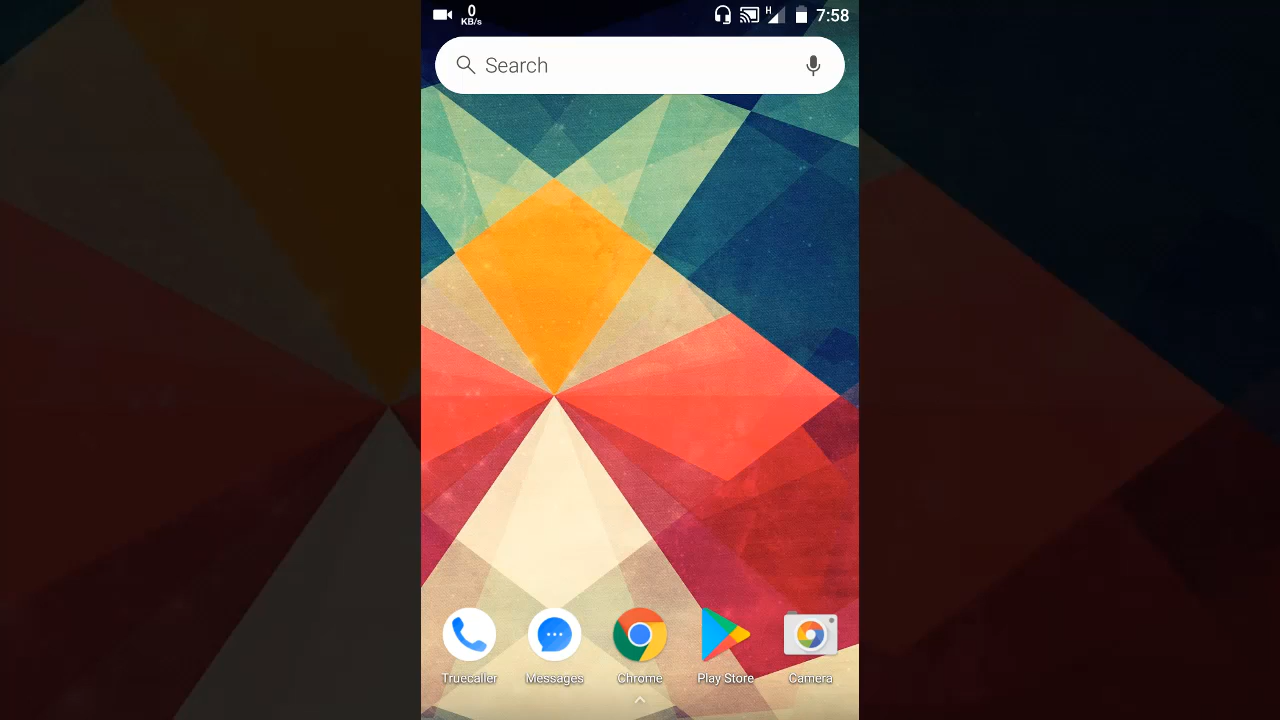 0
KB/s
H
7:58
Search
Truecaller
Messages
Chrome
Play Store
Camera